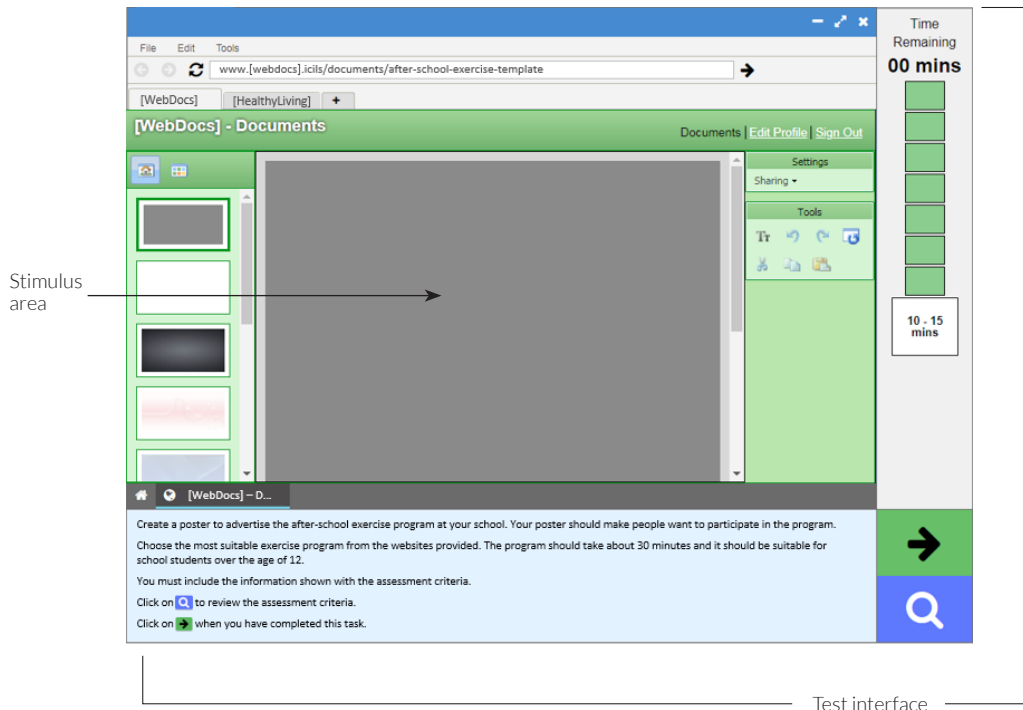 Time
Remaining
00 mins
File Edit Tools
www.[webdocs].icils/documents/after-school-exercise-template
[WebDocs] [HealthyLiving] +
[WebDocs] - Documents
Documents | Edit Profile | Sign Out
Settings
Sharing
Tools
Tr
Stimulus
area
10 - 15
mins
[WebDocs] – D...
Create a poster to advertise the after-school exercise program at your school. Your poster should make people want to participate in the program.
Choose the most suitable exercise program from the websites provided. The program should take about 30 minutes and it should be suitable for
school students over the age of 12.
You must include the information shown with the assessment criteria.
Click on to review the assessment criteria.
Click on when you have completed this task.
Test interface